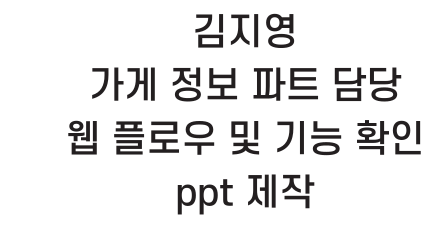 김지영
가게 정보 파트 담당
웹 플로우 및 기능 확인
ppt 제작